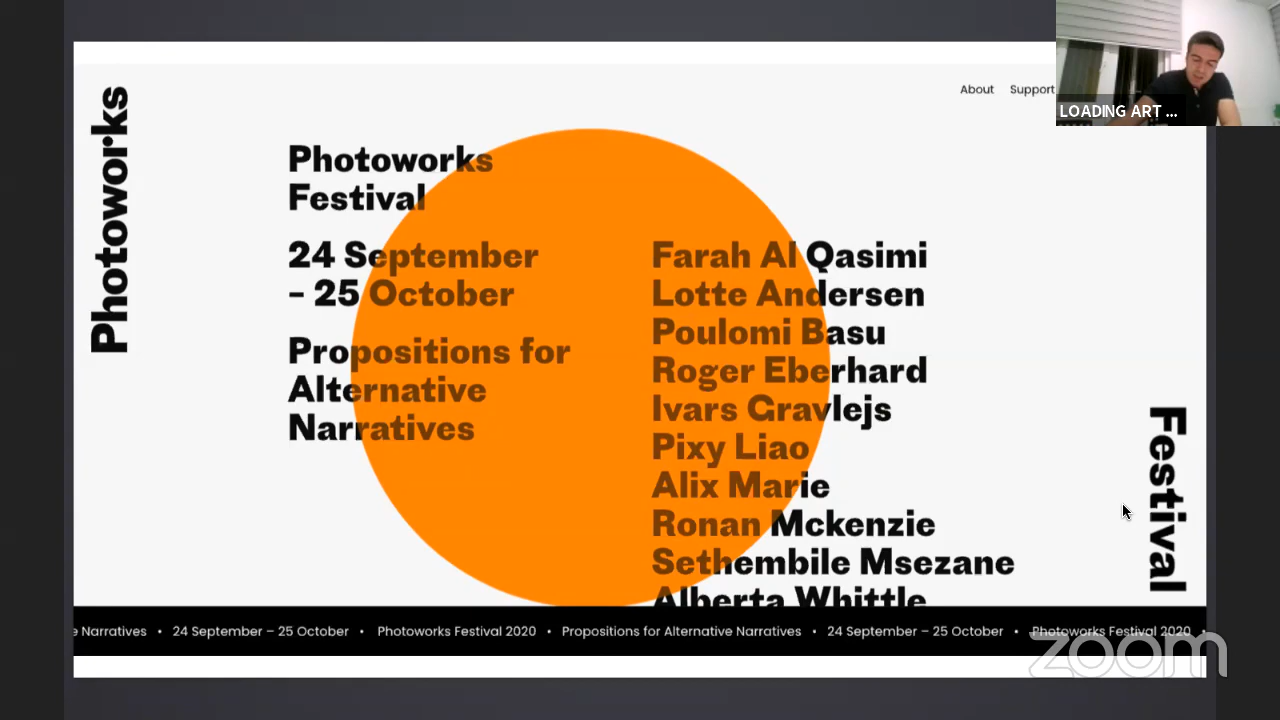 Photoworks
About Support
LOADING ART ...
Photoworks
Festival
24 September
– 25 October
Propositions for
Alternative
Narratives
Farah Al Qasimi
Lotte Andersen
Poulomi Basu
Roger Eberhard
Ivars Gravlejs
Pixy Liao
Alix Marie
Ronan Mckenzie
Sethembile Msezane
Alberta Whittle
Festival
e Narratives • 24 September – 25 October • Photoworks Festival 2020 • Propositions for Alternative Narratives • 24 September – 25 October • Photoworks Festival 2020 •
zoom